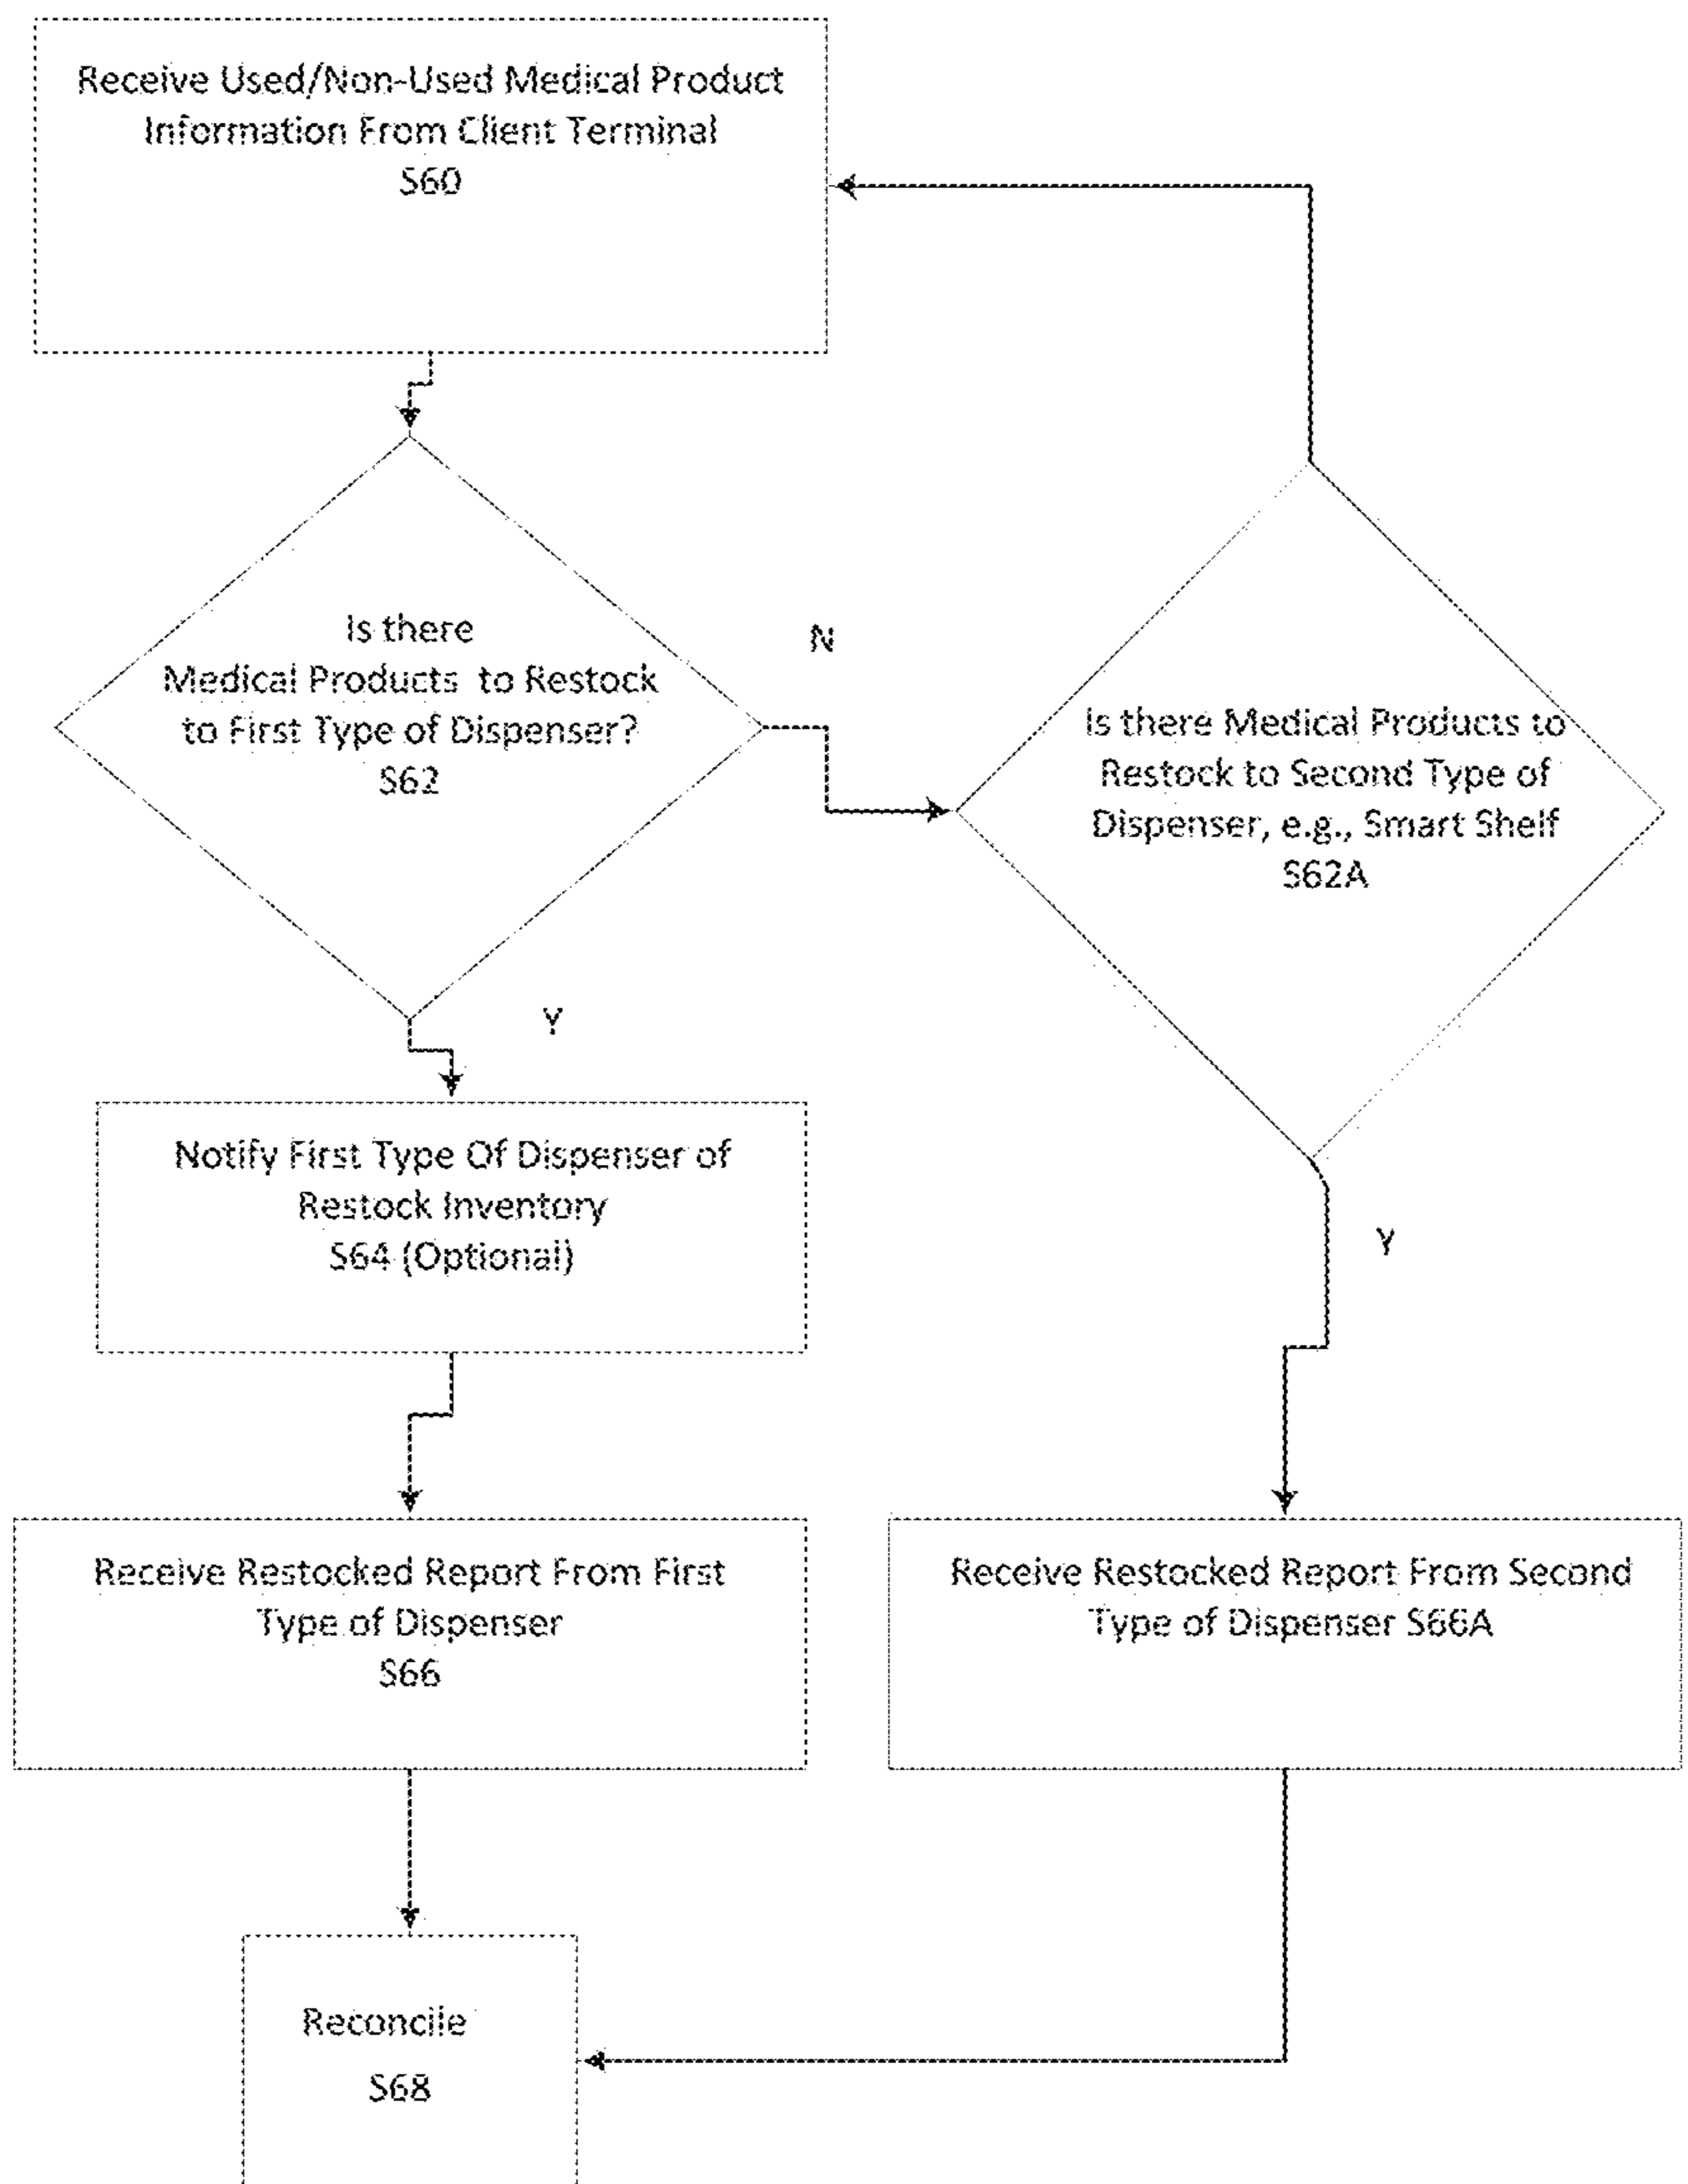 Receive Used/Non-Used Medical Product
Information From Client Terminal
S60
Is there
Medical Products to Restock
to First Type of Dispenser?
S62
N
Is there Medical Products to
Restock to Second Type of
Dispenser, e.g., Smart Shelf
S62A
Y
Notify First Type Of Dispenser of
Restock Inventory
S64 (Optional)
Y
Receive Restocked Report From First
Type of Dispenser
S66
Receive Restocked Report From Second
Type of Dispenser S66A
Reconcile
S68